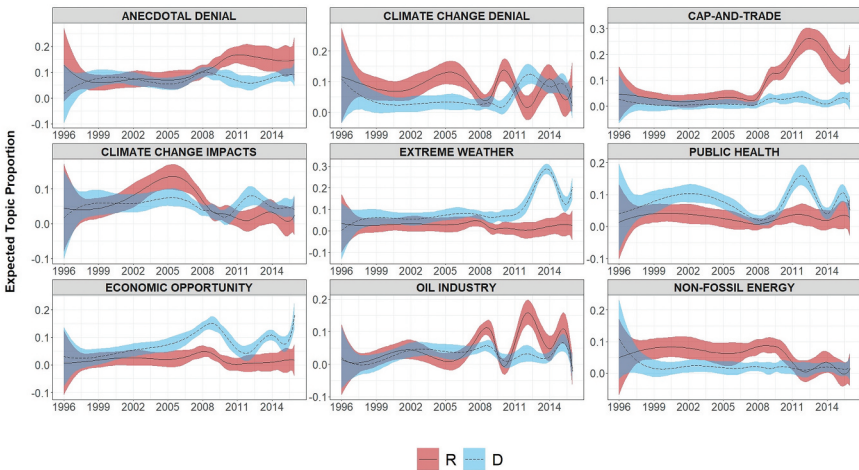 ANECDOTAL DENIAL CLIMATE CHANGE DENIAL CAP-AND-TRADE
0.2 0.1 0.0 -0.1
0.2 0.1 0.0
0.3 0.2 0.1 0.0
1996 1999 2002 2005 2008 2011 2014
1996 1999 2002 2005 2008 2011 2014
1996 1999 2002 2005 2008 2011 2014
CLIMATE CHANGE IMPACTS EXTREME WEATHER PUBLIC HEALTH
0.1 0.0 -0.1
0.3 0.2 0.1 0.0 -0.1
0.2 0.1 0.0 -0.1
1996 1999 2002 2005 2008 2011 2014
1996 1999 2002 2005 2008 2011 2014
1996 1999 2002 2005 2008 2011 2014
ECONOMIC OPPORTUNITY OIL INDUSTRY NON-FOSSIL ENERGY
0.2 0.1 0.0 -0.1
0.2 0.1 0.0 -0.1
0.2 0.1 0.0
1996 1999 2002 2005 2008 2011 2014
1996 1999 2002 2005 2008 2011 2014
1996 1999 2002 2005 2008 2011 2014
Expected Topic Proportion
R D